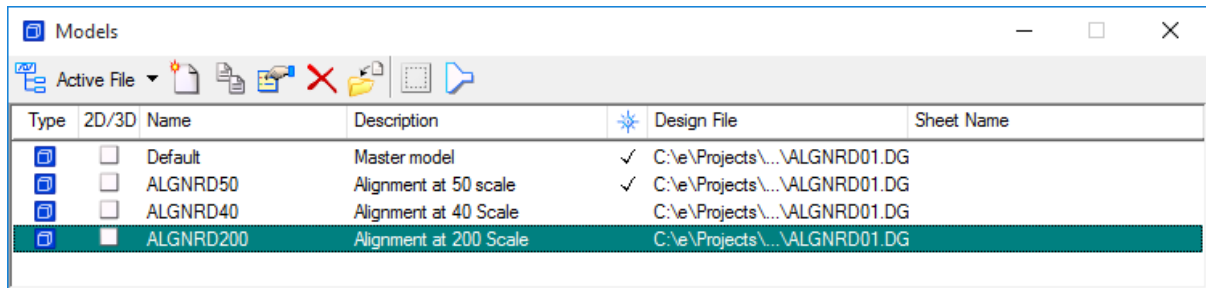 Models
Active File
Type 2D/3D Name Description Design File Sheet Name
Default Master model ✓ C:\e\Projects\...\ALGNRD01.DG
ALGNRD50 Alignment at 50 scale ✓ C:\e\Projects\...\ALGNRD01.DG
ALGNRD40 Alignment at 40 Scale C:\e\Projects\...\ALGNRD01.DG
ALGNRD200 Alignment at 200 Scale C:\e\Projects\...\ALGNRD01.DG